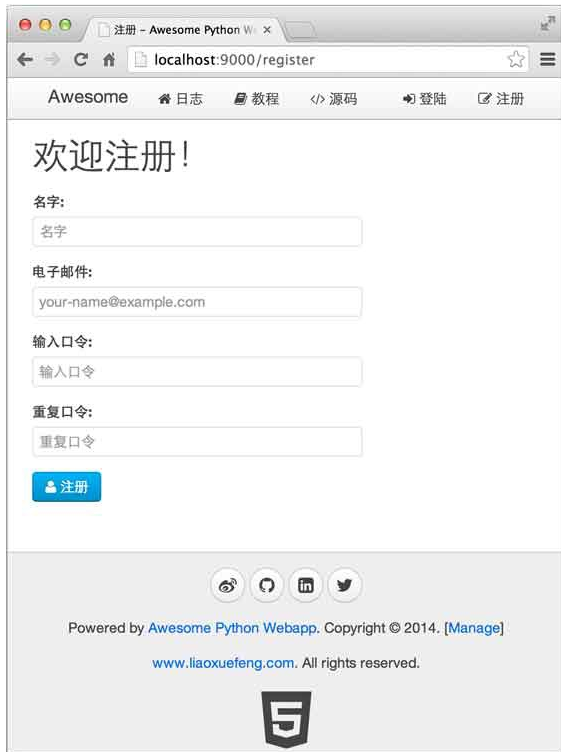 注册 - Awesome Python We
localhost:9000/register
Awesome 日志 教程 源码 登陆 注册
欢迎注册！
名字:
名字
电子邮件:
your-name@example.com
输入口令:
输入口令
重复口令:
重复口令
注册
Powered by Awesome Python Webapp. Copyright © 2014. [Manage]
www.liaoxuefeng.com. All rights reserved.